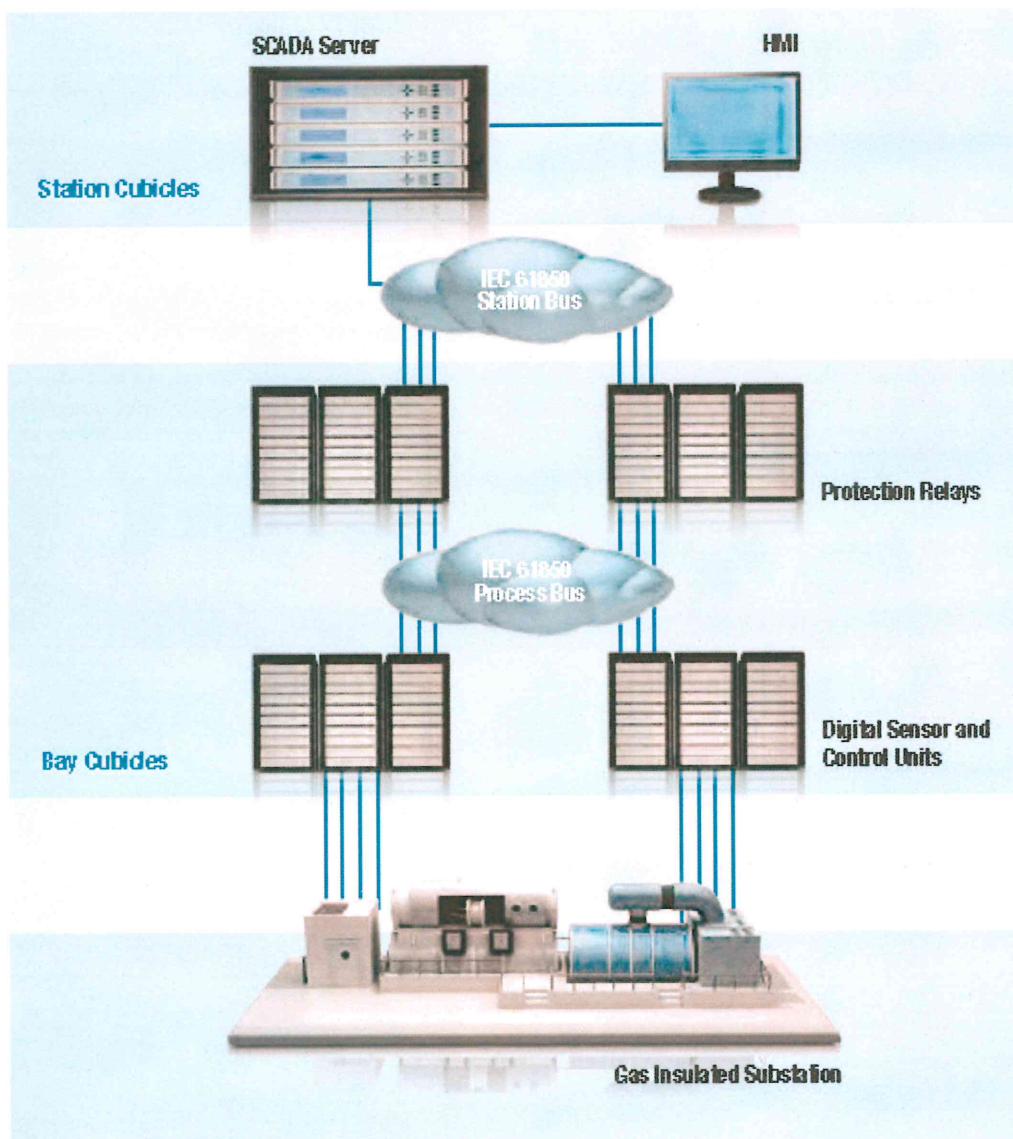 SCADA Server
HMI
Station Cubicles
IEC 61850
Station Bus
Protection Relays
IEC 61850
Process Bus
Digital Sensor and
Control Units
Bay Cubicles
Gas Insulated Substation